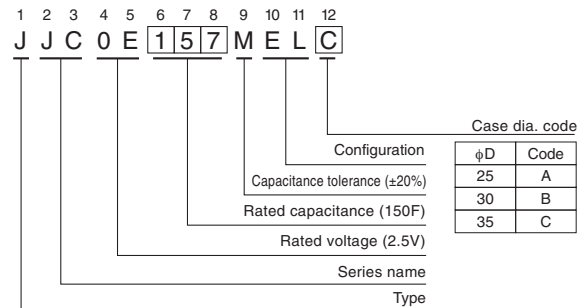 1 2 3 4 5 6 7 8 9 10 11 12
J J C 0 E 1 5 7 M E L C
Case dia. code
Configuration
φD Code
Capacitance tolerance (±20%)
25 A
30 B
Rated capacitance (150F)
35 C
Rated voltage (2.5V)
Series name
Type